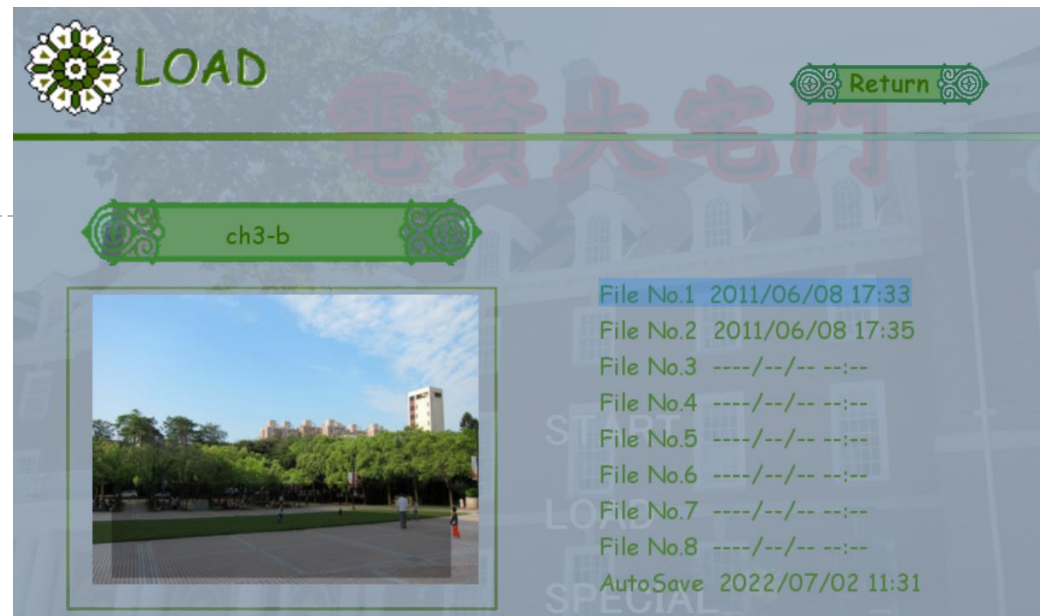 LOAD
Return
電資大宅門
ch3-b
File No.1 2011/06/08 17:33
File No.2 2011/06/08 17:35
File No.3 ----/--/-- --:--
File No.4 ----/--/-- --:--
START
File No.5 ----/--/-- --:--
File No.6 ----/--/-- --:--
LOAD
File No.7 ----/--/-- --:--
File No.8 ----/--/-- --:--
AutoSave 2022/07/02 11:31
SPECIAL